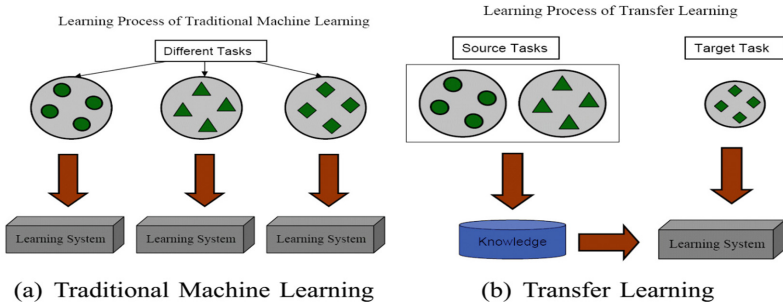 Learning Process of Traditional Machine Learning
Different Tasks
Learning System
Learning System
Learning System
(a) Traditional Machine Learning
Learning Process of Transfer Learning
Source Tasks
Target Task
Knowledge
Learning System
(b) Transfer Learning